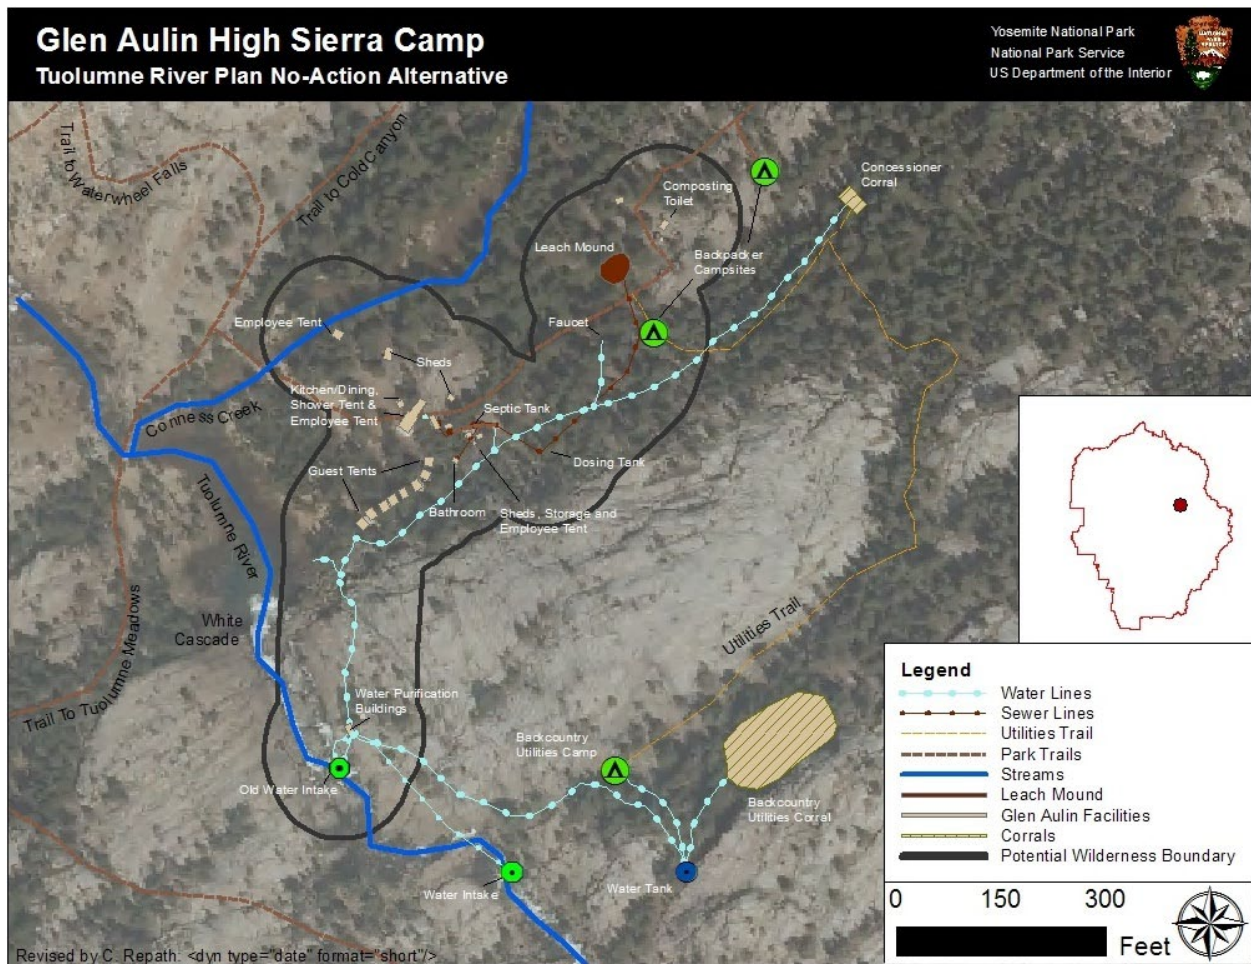 Glen Aulin High Sierra Camp
Tuolumne River Plan No-Action Alternative
Yosemite National Park
National Park Service
US Department of the Interior
Trail to Waterwheel Falls
Trail to Cold Canyon
Composting
Toilet
Concessioner
Corral
Leach Mound
Backpacker
Campsites
Employee Tent
Faucet
Sheds
Kitchen/Dining,
Shower Tent &
Employee Tent
Conness Creek
Septic Tank
Guest Tents
Dosing Tank
Bathroom
Sheds, Storage and
Employee Tent
Tuolumne River
White
Cascade
Trail To Tuolumne Meadows
Utilities Trail
Water Purification
Buildings
Backcountry
Utilities Camp
Old Water Intake
Backcountry
Utilities Corral
Water Intake
Water Tank
Legend
Water Lines
Sewer Lines
Utilities Trail
Park Trails
Streams
Leach Mound
Glen Aulin Facilities
Corrals
Potential Wilderness Boundary
0 150 300
Feet
Revised by C. Repath: <dyn type="date" format="short"/>